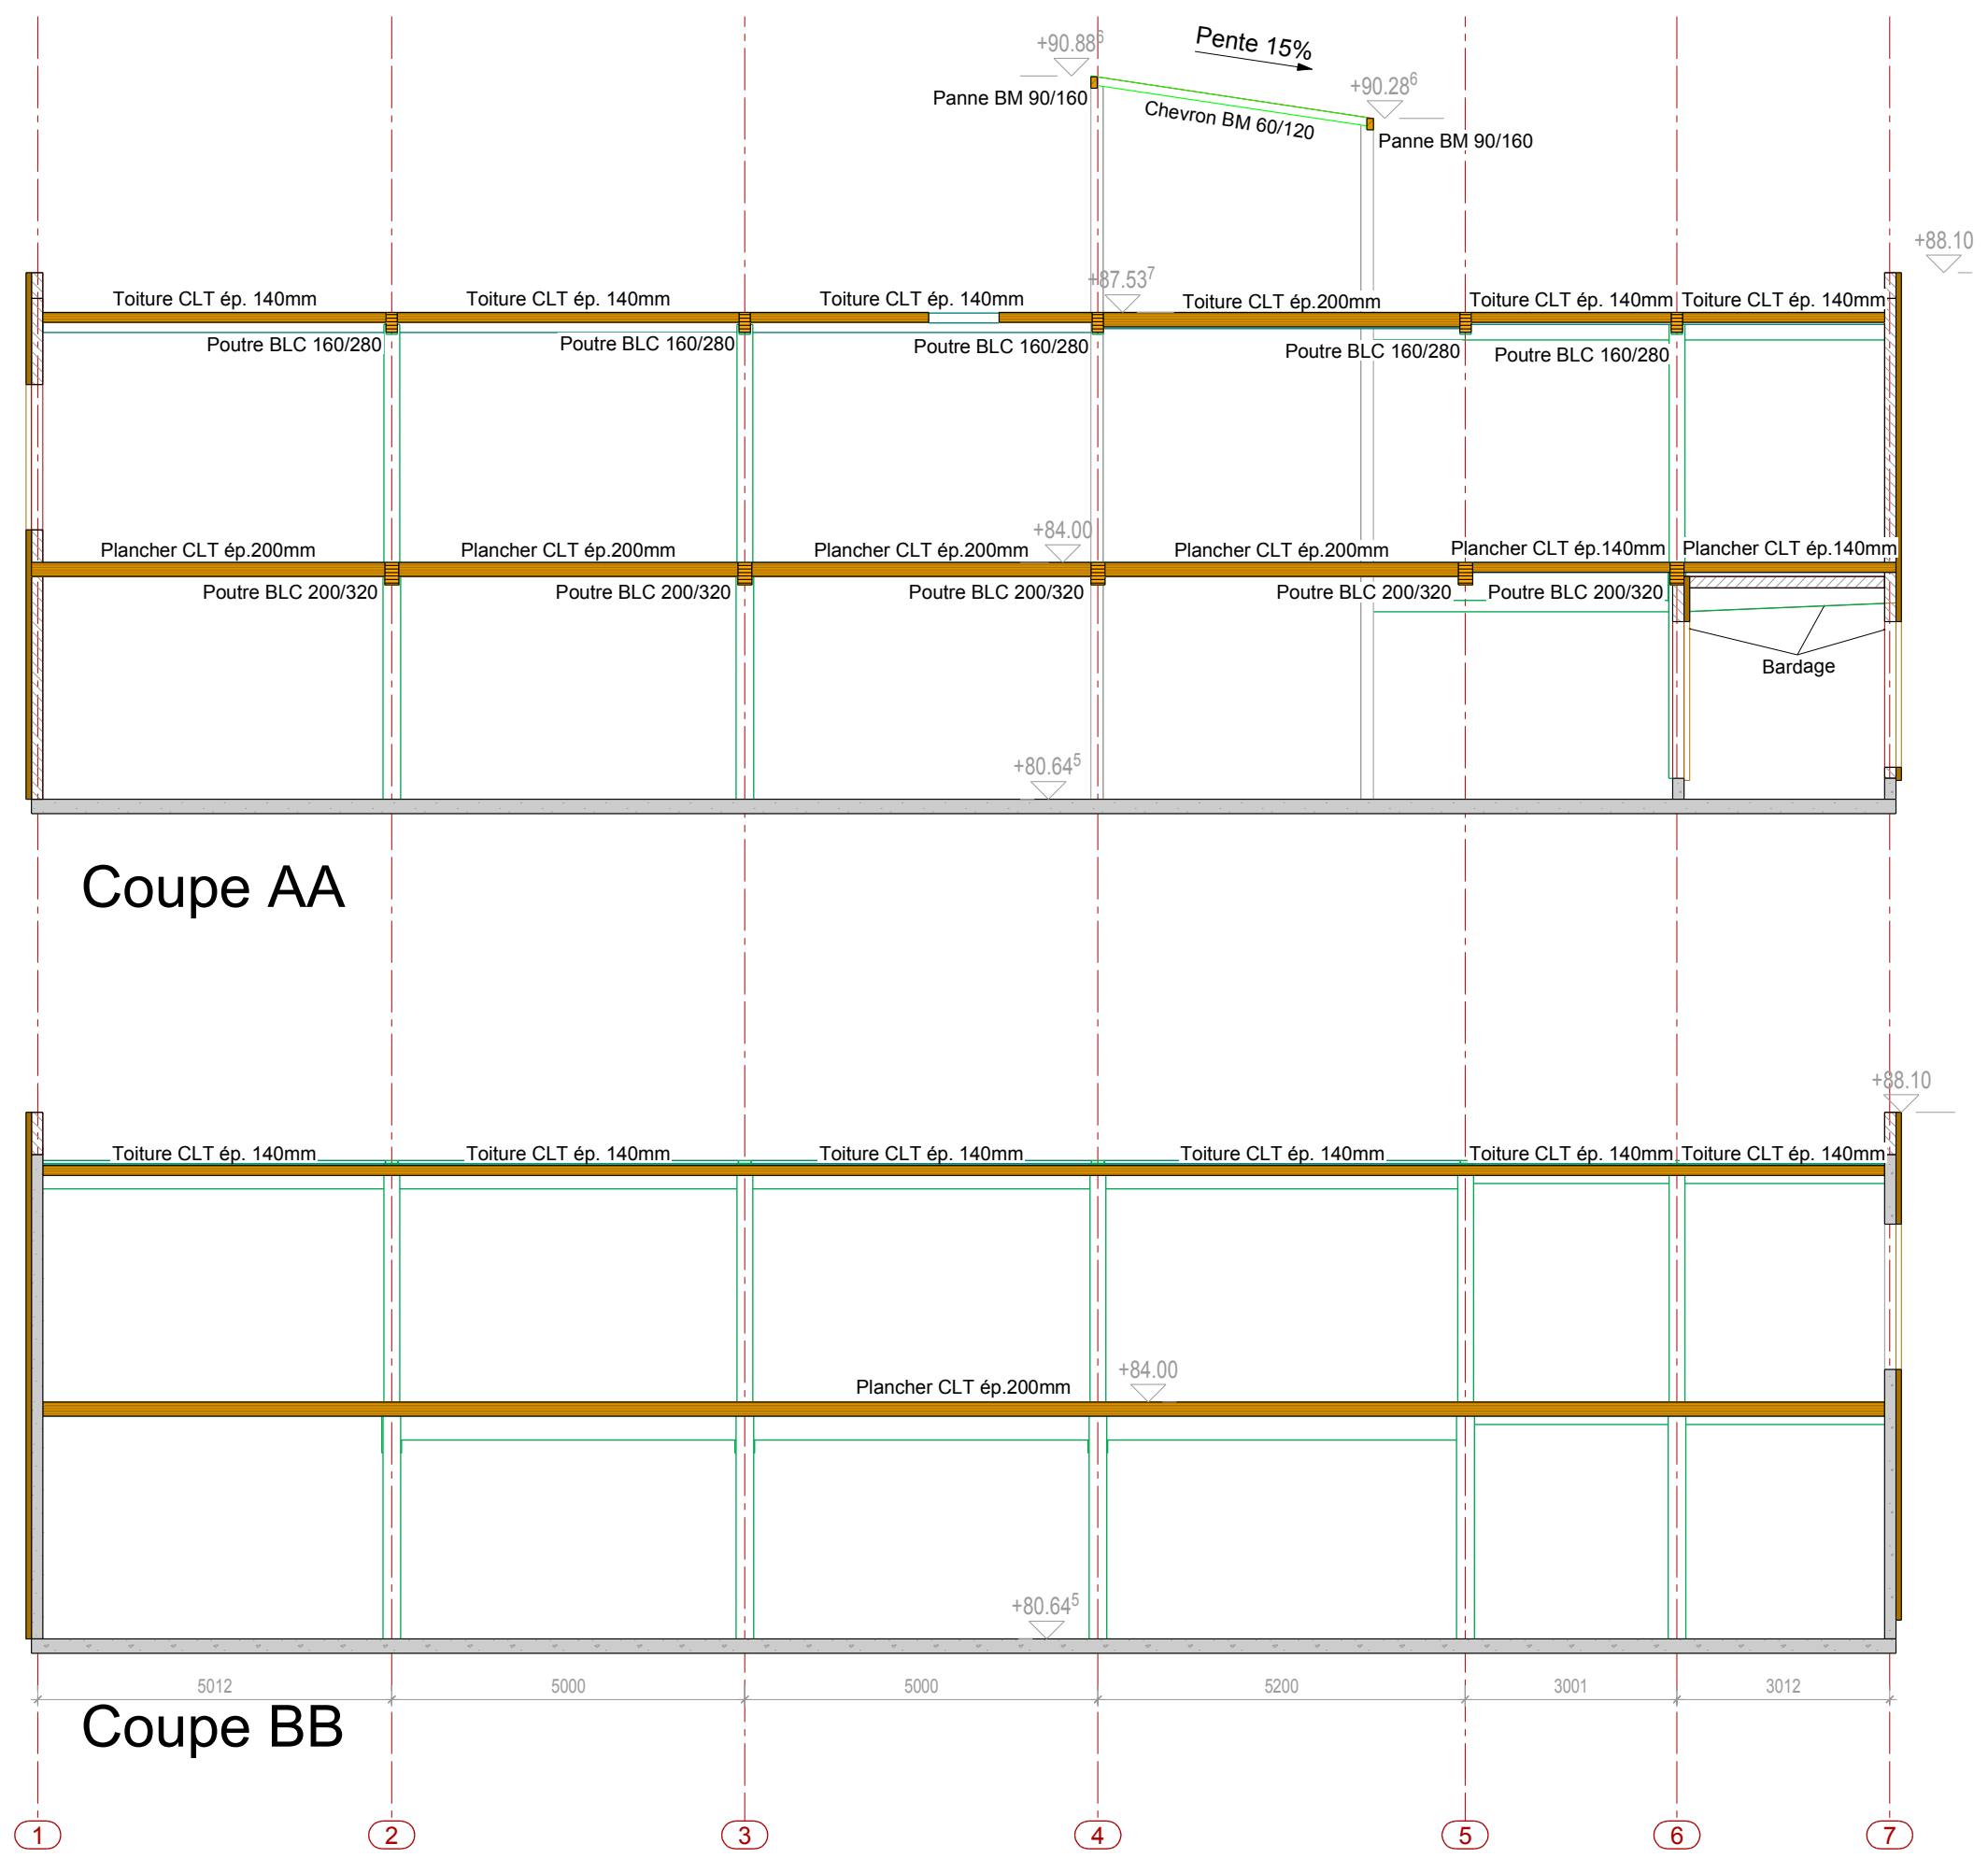 Pente 15%
+90.88⁶
+90.28⁶
Panne BM 90/160
Chevron BM 60/120
Panne BM 90/160
+88.10
+87.53⁷
Toiture CLT ép. 140mm
Toiture CLT ép. 140mm
Toiture CLT ép. 140mm
Toiture CLT ép.200mm
Toiture CLT ép. 140mm
Toiture CLT ép. 140mm
Poutre BLC 160/280
Poutre BLC 160/280
Poutre BLC 160/280
Poutre BLC 160/280
Poutre BLC 160/280
+84.00
Plancher CLT ép.200mm
Plancher CLT ép.200mm
Plancher CLT ép.200mm
Plancher CLT ép.200mm
Plancher CLT ép.140mm
Plancher CLT ép.140mm
Poutre BLC 200/320
Poutre BLC 200/320
Poutre BLC 200/320
Poutre BLC 200/320
Poutre BLC 200/320
Bardage
+80.64⁵
Coupe AA
+88.10
Toiture CLT ép. 140mm
Toiture CLT ép. 140mm
Toiture CLT ép. 140mm
Toiture CLT ép. 140mm
Toiture CLT ép. 140mm
Toiture CLT ép. 140mm
+84.00
Plancher CLT ép.200mm
+80.64⁵
5012
5000
5000
5200
3001
3012
Coupe BB
1
2
3
4
5
6
7